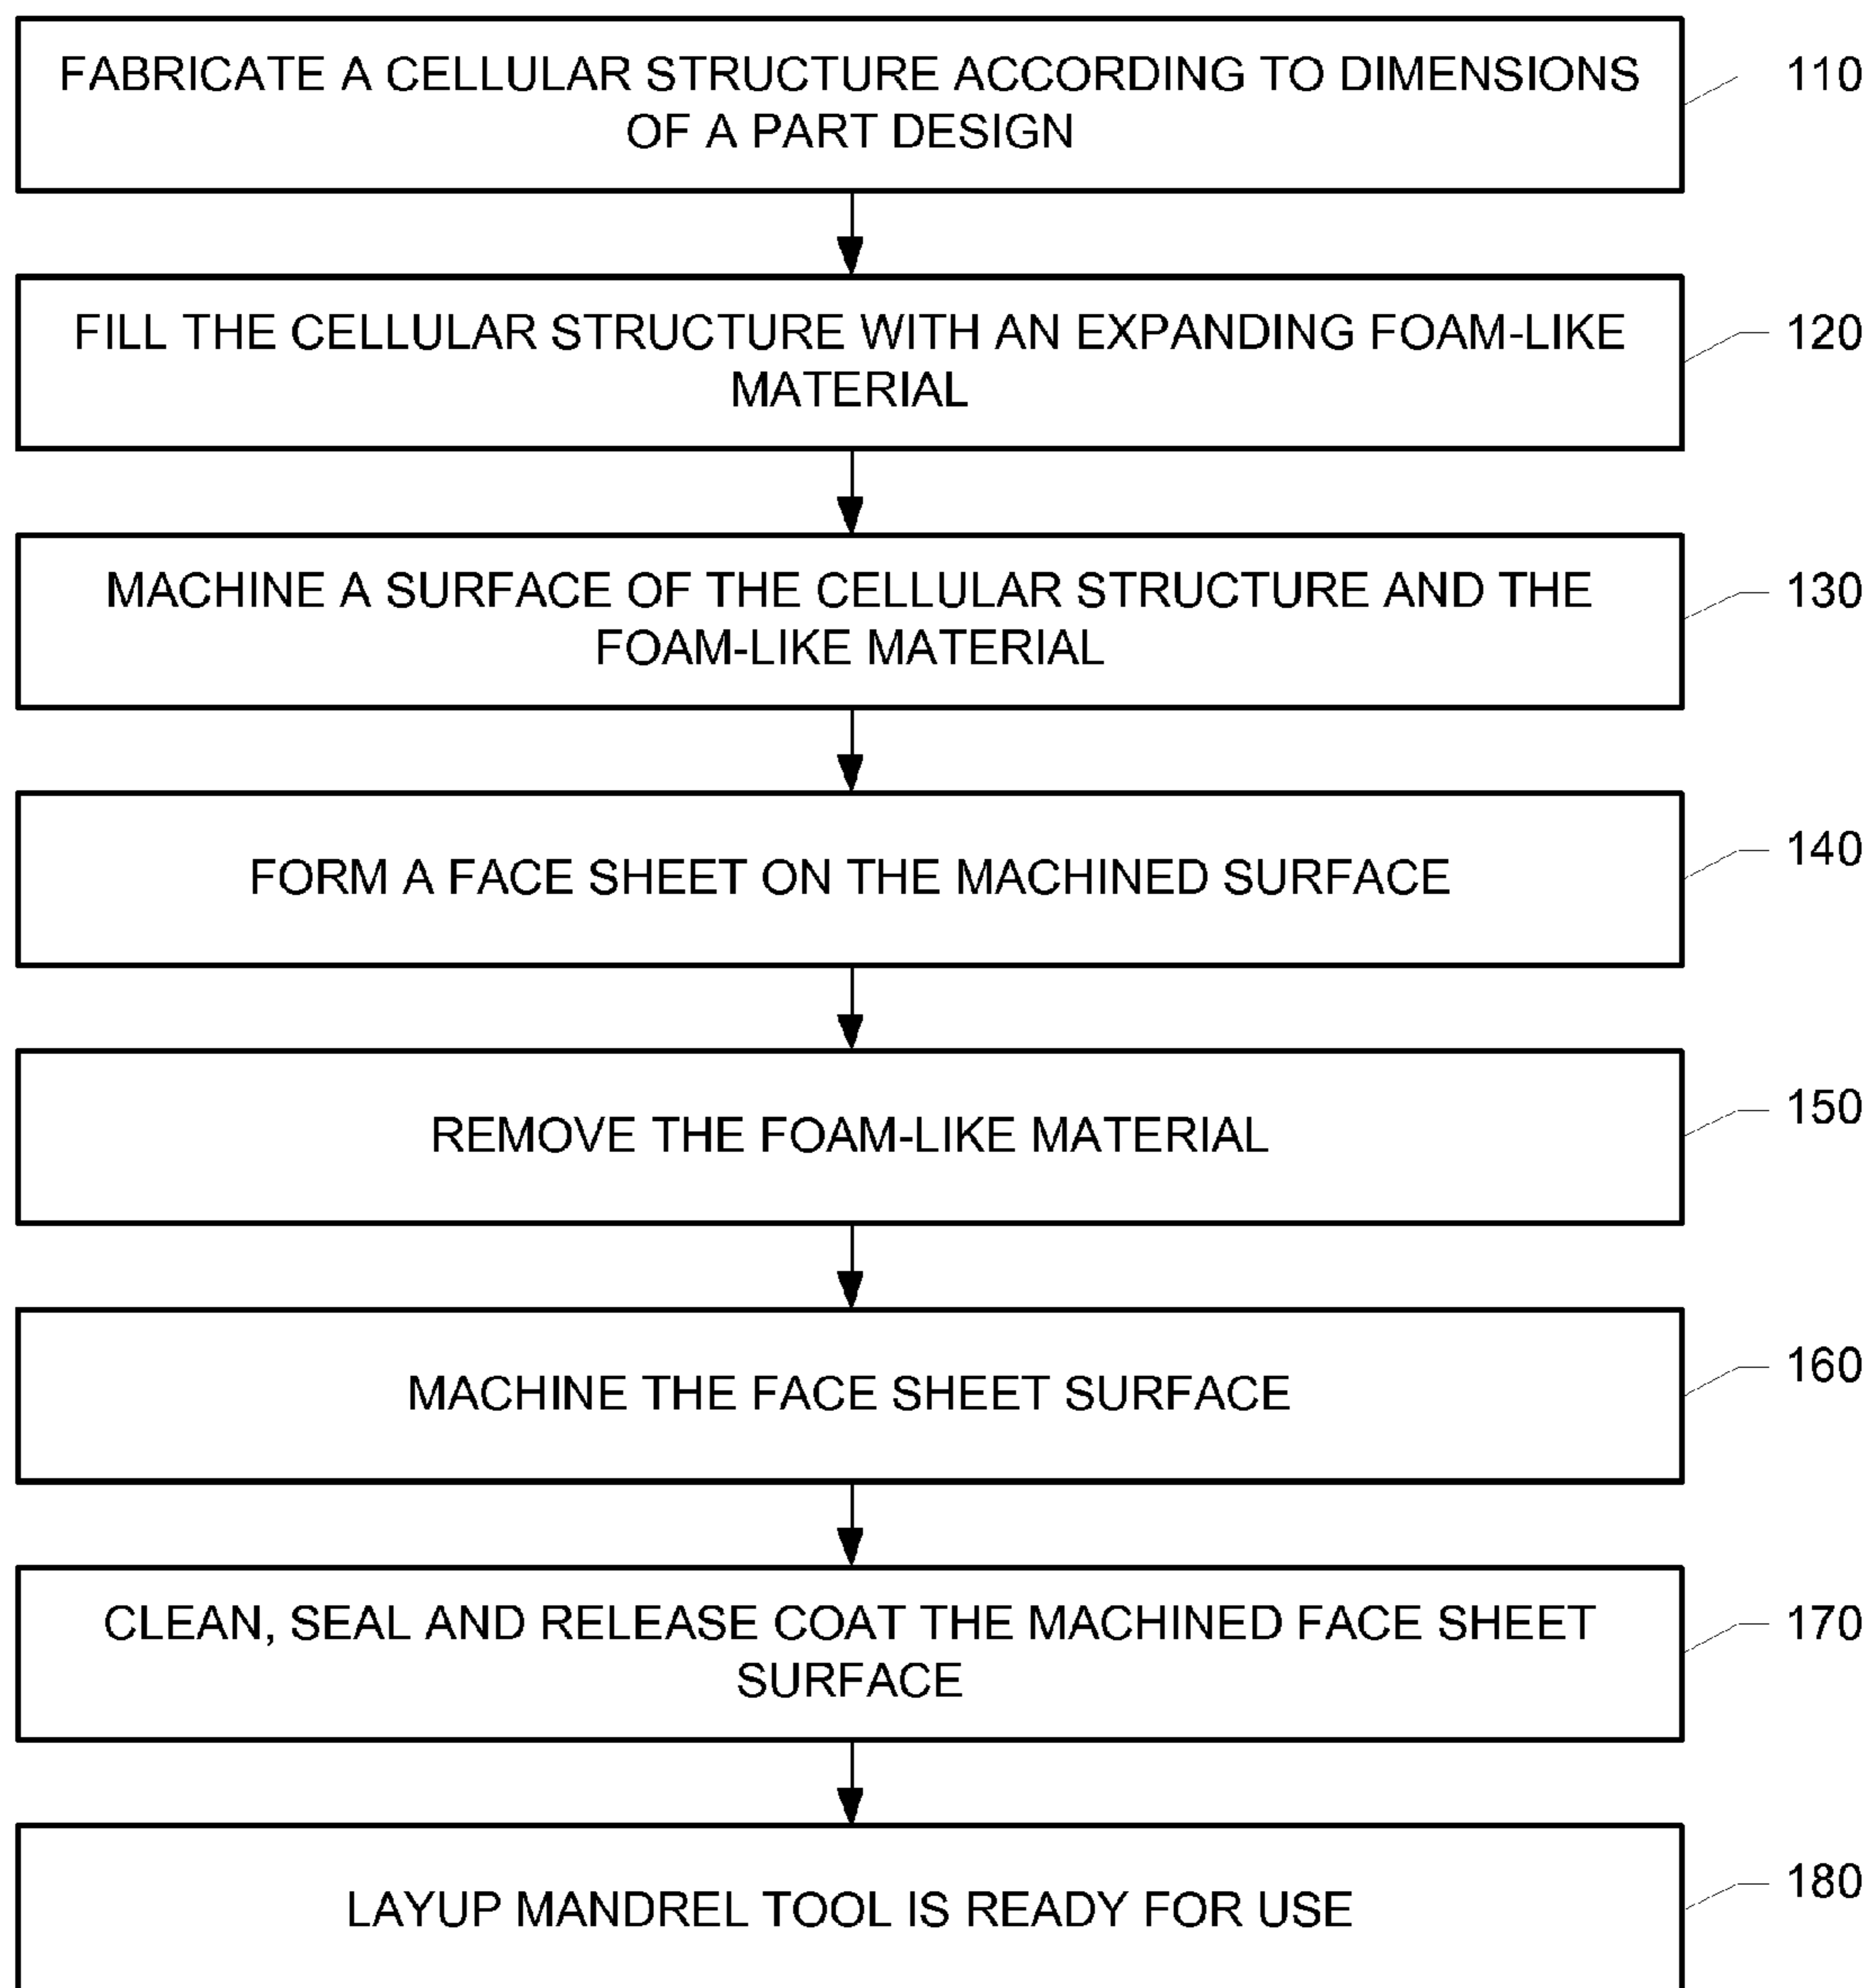 FABRICATE A CELLULAR STRUCTURE ACCORDING TO DIMENSIONS
OF A PART DESIGN
110
FILL THE CELLULAR STRUCTURE WITH AN EXPANDING FOAM-LIKE
MATERIAL
120
MACHINE A SURFACE OF THE CELLULAR STRUCTURE AND THE
FOAM-LIKE MATERIAL
130
FORM A FACE SHEET ON THE MACHINED SURFACE
140
REMOVE THE FOAM-LIKE MATERIAL
150
MACHINE THE FACE SHEET SURFACE
160
CLEAN, SEAL AND RELEASE COAT THE MACHINED FACE SHEET
SURFACE
170
LAYUP MANDREL TOOL IS READY FOR USE
180